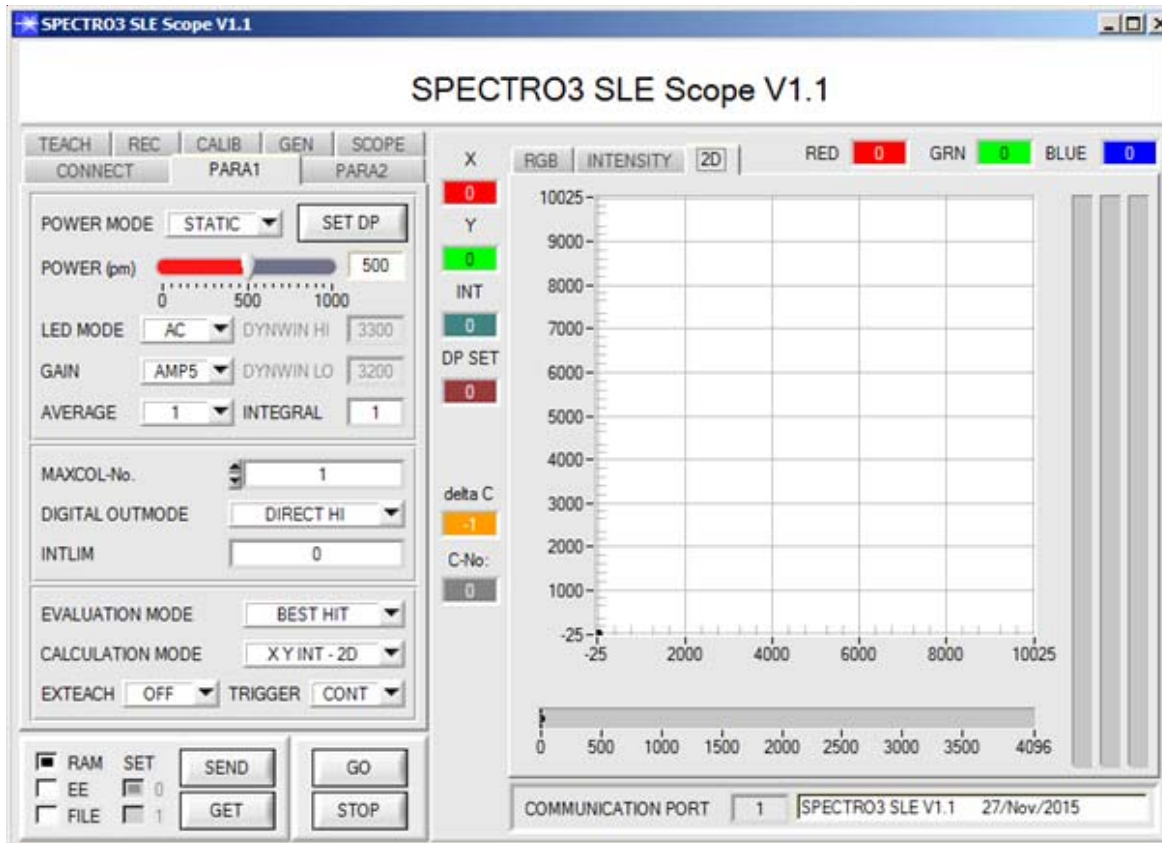 SPECTRO3 SLE Scope V1.1
SPECTRO3 SLE Scope V1.1
TEACH REC CALIB GEN SCOPE
CONNECT PARA1 PARA2
POWER MODE STATIC SET DP
POWER (pm) 500
0 500 1000
LED MODE AC DYNWIN HI 3300
GAIN AMP5 DYNWIN LO 3200
AVERAGE 1 INTEGRAL 1
MAXCOL-No. 1
DIGITAL OUTMODE DIRECT HI
INTLIM 0
EVALUATION MODE BEST HIT
CALCULATION MODE X Y INT - 2D
EXTEACH OFF TRIGGER CONT
RAM SET SEND GO
EE 0
FILE 1 GET STOP
X
0
Y
0
INT
0
DP SET
0
delta C
-1
C-No:
0
RGB INTENSITY 2D RED 0 GRN 0 BLUE 0
10025
9000
8000
7000
6000
5000
4000
3000
2000
1000
-25
-25 2000 4000 6000 8000 10025
0 500 1000 1500 2000 2500 3000 3500 4096
COMMUNICATION PORT 1 SPECTRO3 SLE V1.1 27/Nov/2015